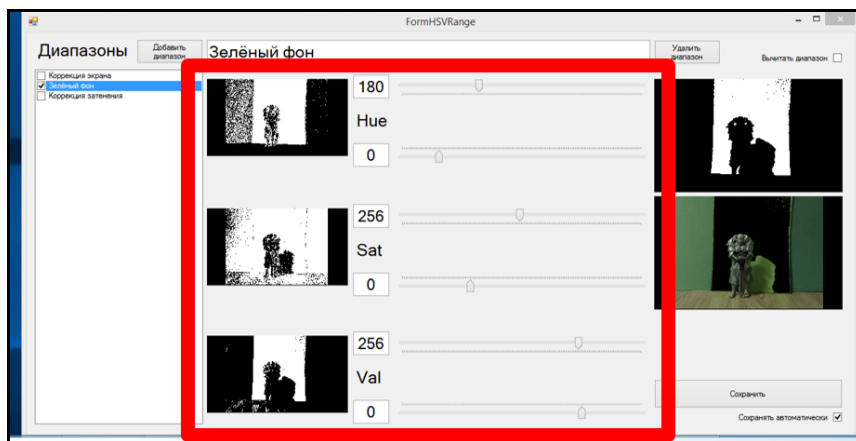 FormHSVRange
Диапазоны
Добавить диапазон
Зелёный фон
Удалить диапазон
Вычитать диапазон
Коррекция экрана
Зелёный фон
Коррекция затенения
180
Hue
0
256
Sat
0
256
Val
0
Сохранить
Сохранять автоматически